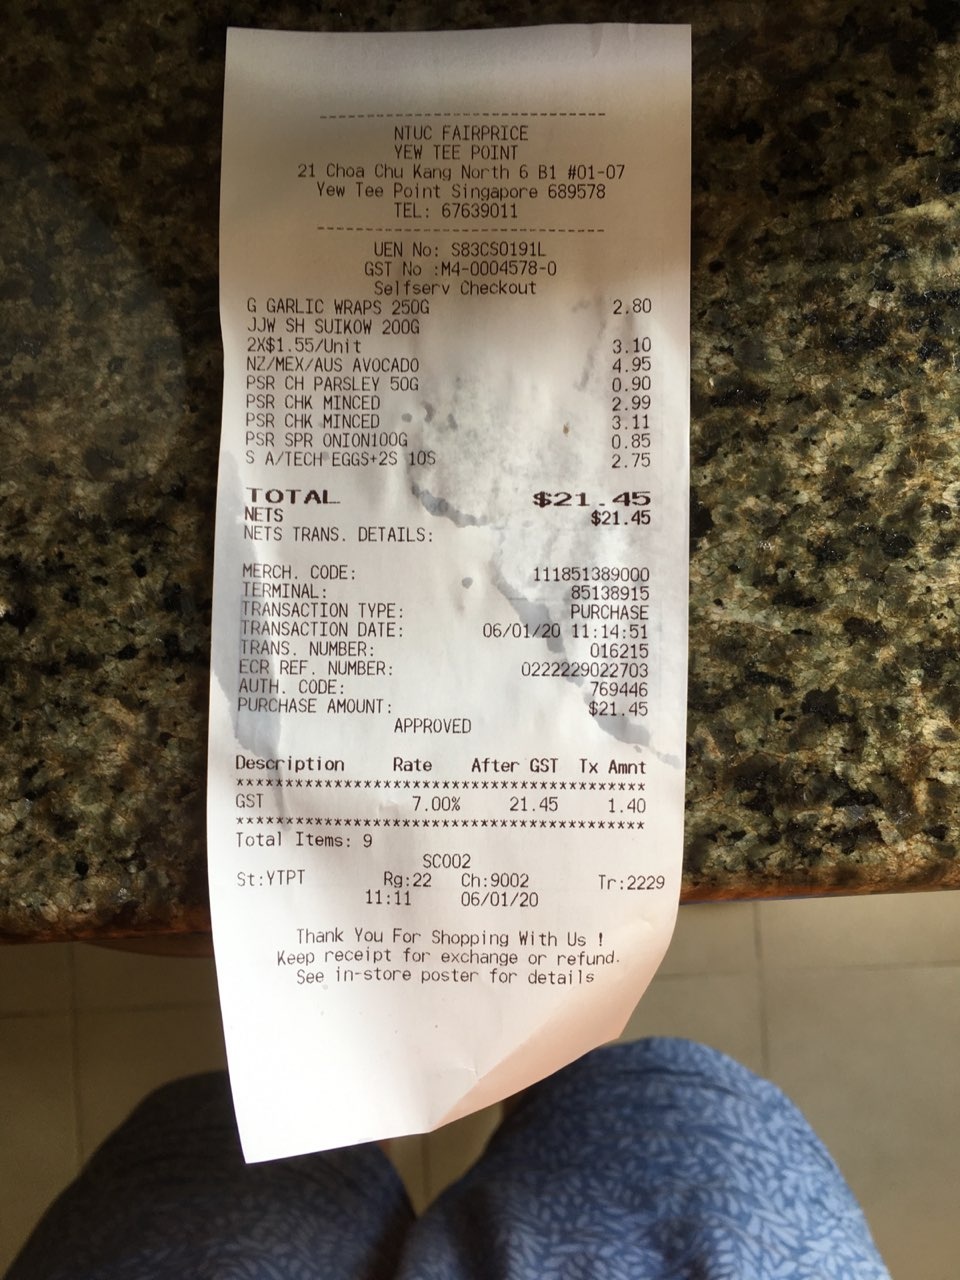 ------------------------------
NTUC FAIRPRICE
YEW TEE POINT
21 Choa Chu Kang North 6 B1 #01-07
Yew Tee Point Singapore 689578
TEL: 67639011
------------------------------
UEN No: S83CS0191L
GST No :M4-0004578-0
Selfserv Checkout
G GARLIC WRAPS 250G 2.80
JJW SH SUIKOW 200G
2X$1.55/Unit 3.10
NZ/MEX/AUS AVOCADO 4.95
PSR CH PARSLEY 50G 0.90
PSR CHK MINCED 2.99
PSR CHK MINCED 3.11
PSR SPR ONION100G 0.85
S A/TECH EGGS+2S 10S 2.75
TOTAL $21.45
NETS $21.45
NETS TRANS. DETAILS:
MERCH. CODE: 111851389000
TERMINAL: 85138915
TRANSACTION TYPE: PURCHASE
TRANSACTION DATE: 06/01/20 11:14:51
TRANS. NUMBER: 016215
ECR REF. NUMBER: 0222229022703
AUTH. CODE: 769446
PURCHASE AMOUNT: $21.45
APPROVED
Description Rate After GST Tx Amnt
******************************************
GST 7.00% 21.45 1.40
******************************************
Total Items: 9
SCO02
St:YTPT Rg:22 Ch:9002 Tr:2229
11:11 06/01/20
Thank You For Shopping With Us !
Keep receipt for exchange or refund.
See in-store poster for details